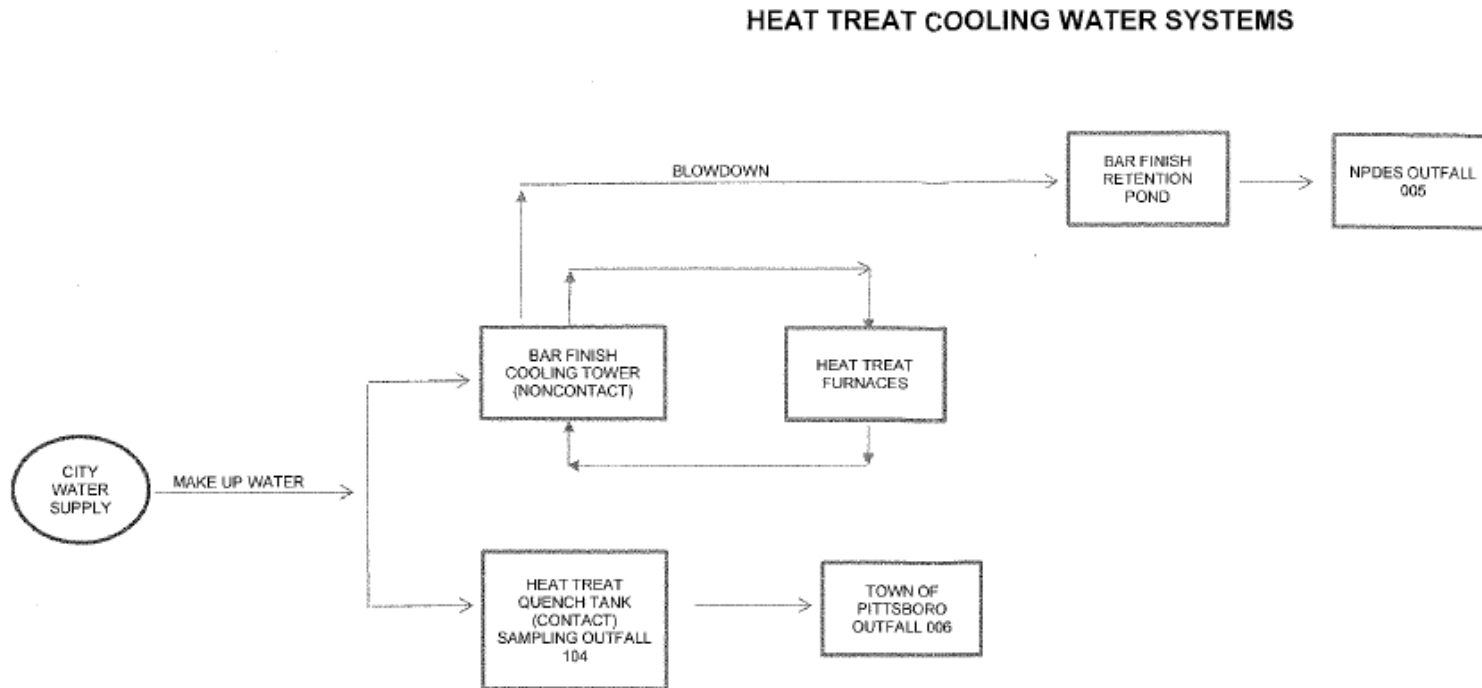 HEAT TREAT COOLING WATER SYSTEMS
BLOWDOWN
BAR FINISH
RETENTION
POND
NPDES OUTFALL
005
BAR FINISH
COOLING TOWER
(NONCONTACT)
HEAT TREAT
FURNACES
CITY
WATER
SUPPLY
MAKE UP WATER
HEAT TREAT
QUENCH TANK
(CONTACT)
SAMPLING OUTFALL
104
TOWN OF
PITTSBORO
OUTFALL 006